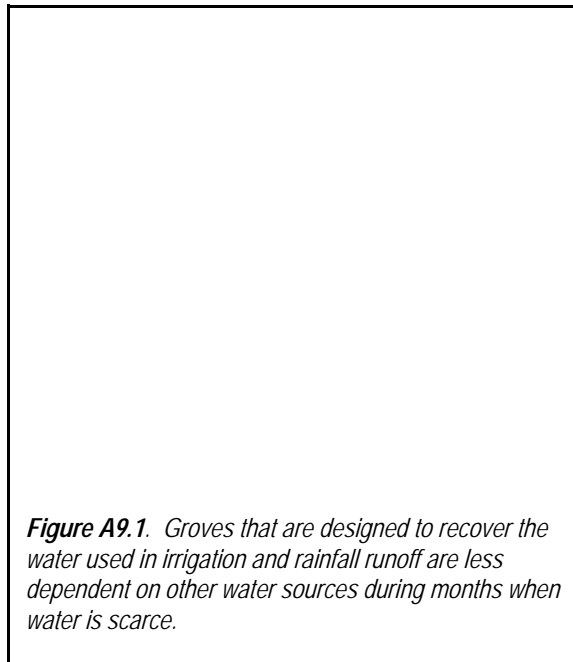 Figure A9.1. Groves that are designed to recover the
water used in irrigation and rainfall runoff are less
dependent on other water sources during months when
water is scarce.